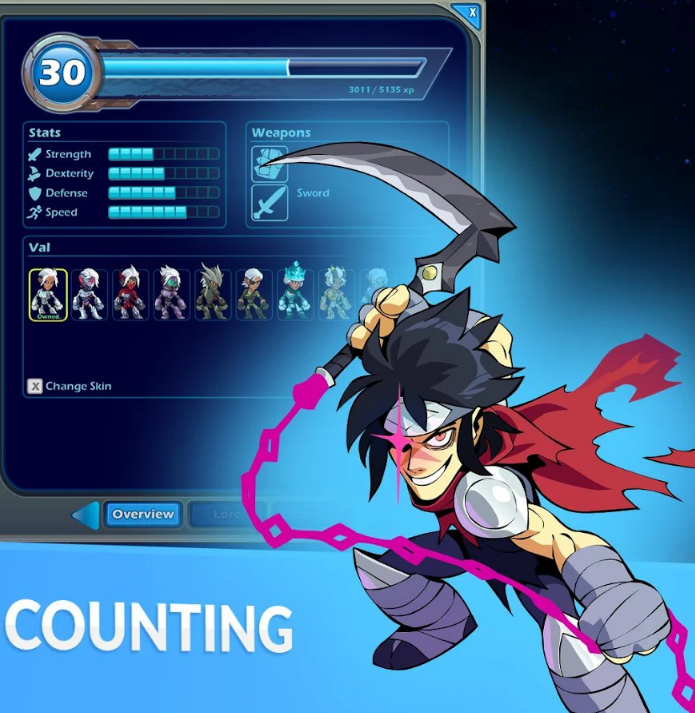 X
30
3011 / 5135 xp
Stats
Strength
Dexterity
Defense
Speed
Weapons
Sword
Val
Owned
X Change Skin
Overview
Lore
COUNTING